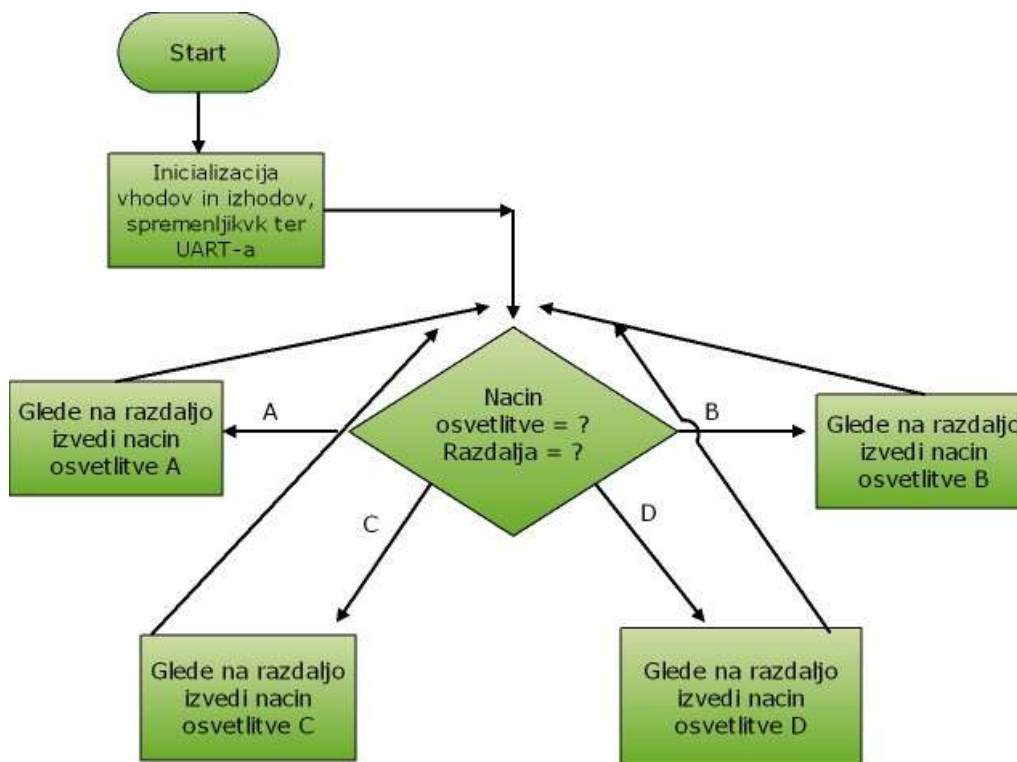 Start
Inicializacija
vhodov in izhodov,
spremenljikvk ter
UART-a
Nacin
osvetlitve = ?
Razdalja = ?
A
B
C
D
Glede na razdaljo
izvedi nacin
osvetlitve A
Glede na razdaljo
izvedi nacin
osvetlitve B
Glede na razdaljo
izvedi nacin
osvetlitve C
Glede na razdaljo
izvedi nacin
osvetlitve D